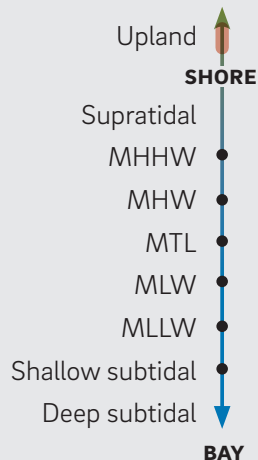 Upland
SHORE
Supratidal
MHHW
MHW
MTL
MLW
MLLW
Shallow subtidal
Deep subtidal
BAY